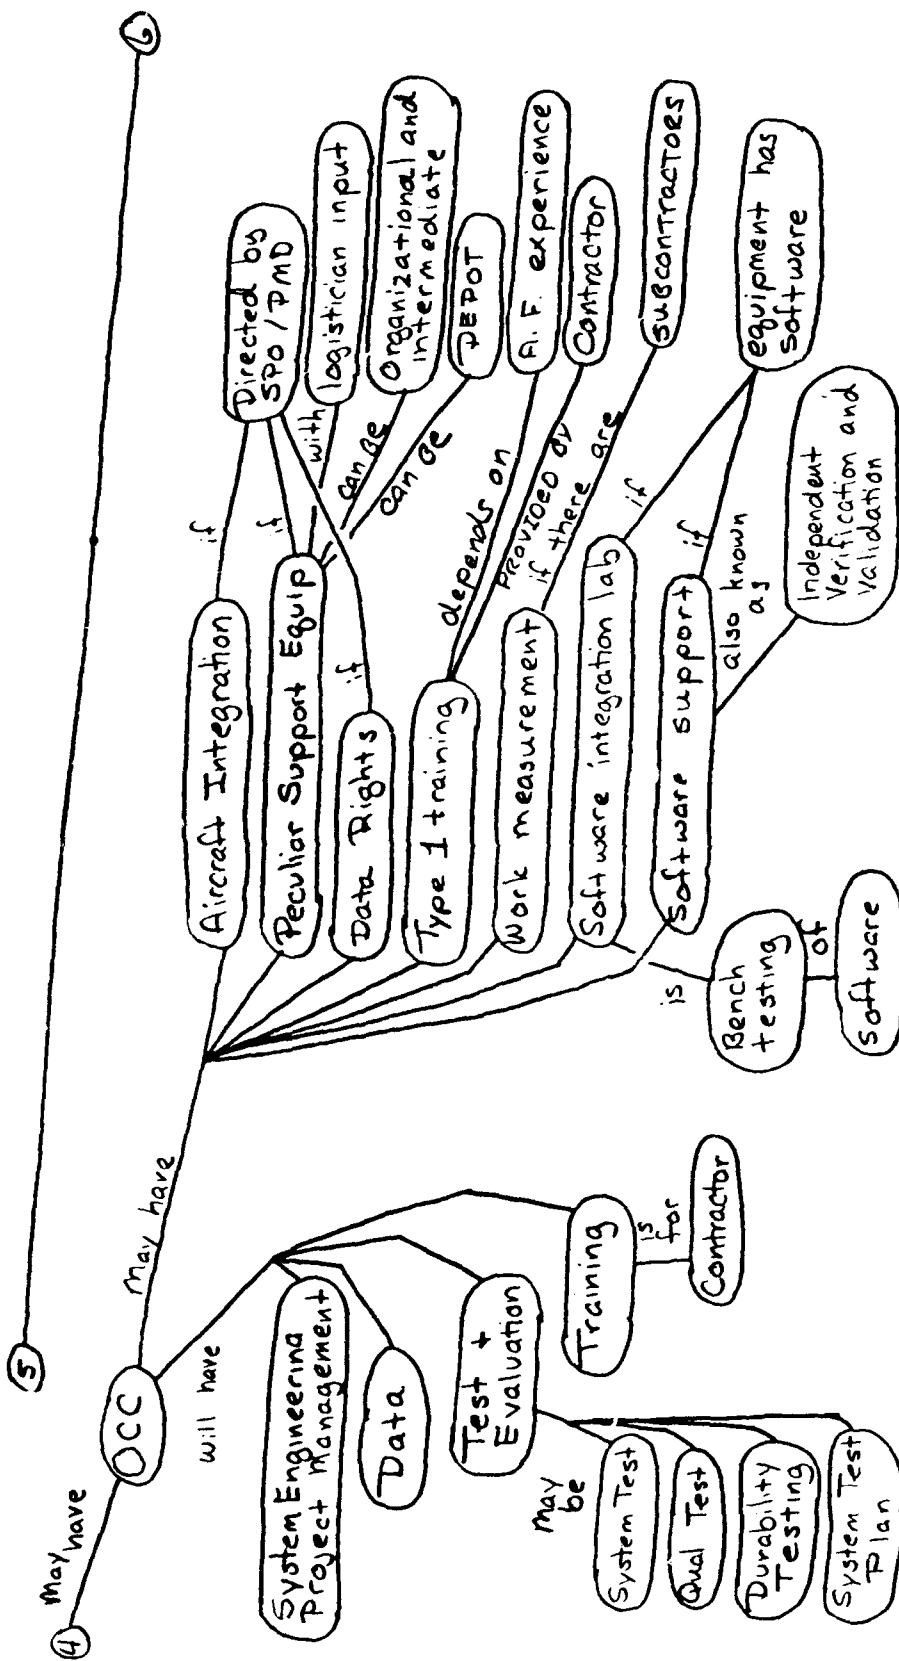 5
6
4
May have
OCC
May have
will have
System Engineering
Project Management
Data
Test +
Evaluation
Training
is
for
Contractor
may
be
System Test
Qual Test
Durability
Testing
System Test
Plan
Aircraft Integration
Peculiar Support Equip
Data Rights
Type 1 training
Work measurement
Software integration lab
Software support
is
Bench
testing
of
Software
if
if
if
with
can BE
can BE
depends on
PROVIDED by
if there are
if
if
also known
as
Directed by
SPO/PMD
logistician input
Organizational and
intermediate
DEPOT
A.F. experience
Contractor
SUBCONTRACTORS
equipment has
software
Independent
Verification and
Validation